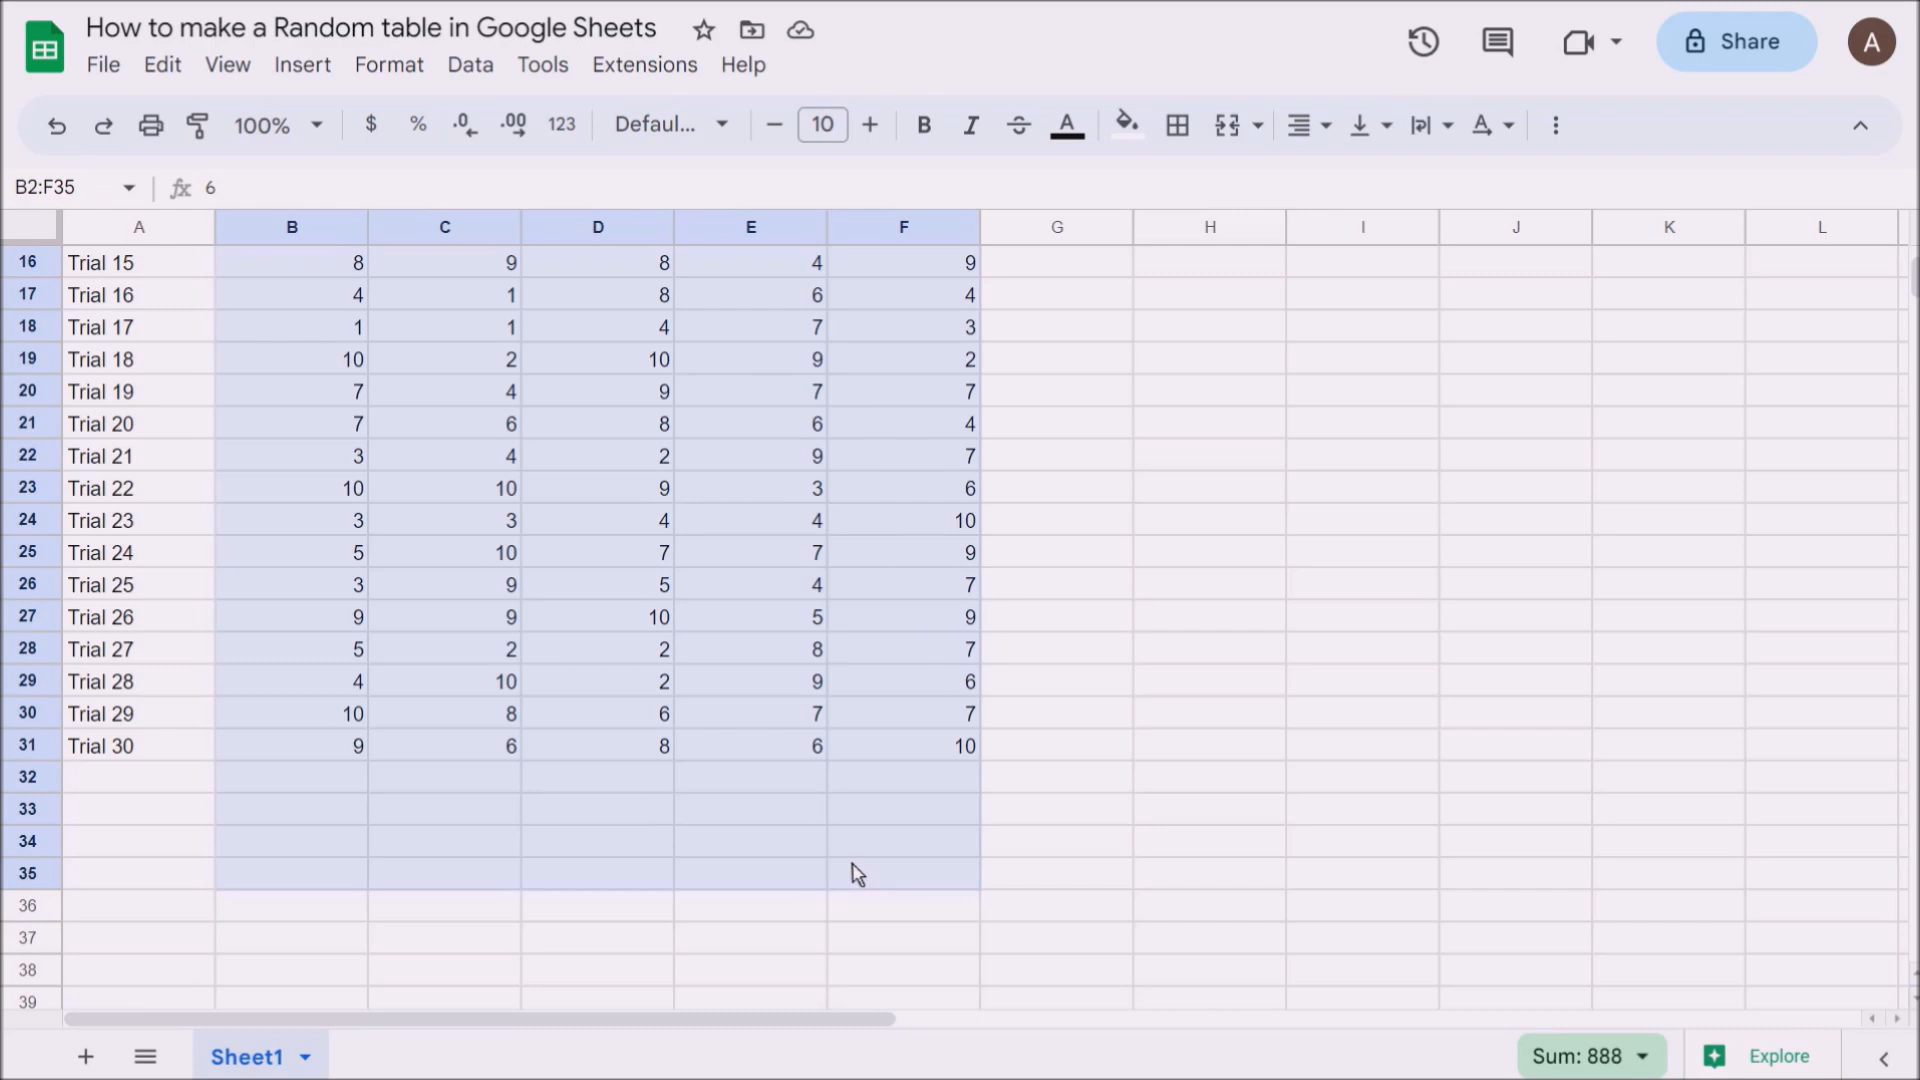 How to make a Random table in Google Sheets
File Edit View Insert Format Data Tools Extensions Help
Share
A
100% $ % .0 .00 123 Defaul... 10 B I A
B2:F35 fx 6
A B C D E F G H I J K L
16 Trial 15 8 9 8 4 9
17 Trial 16 4 1 8 6 4
18 Trial 17 1 1 4 7 3
19 Trial 18 10 2 10 9 2
20 Trial 19 7 4 9 7 7
21 Trial 20 7 6 8 6 4
22 Trial 21 3 4 2 9 7
23 Trial 22 10 10 9 3 6
24 Trial 23 3 3 4 4 10
25 Trial 24 5 10 7 7 9
26 Trial 25 3 9 5 4 7
27 Trial 26 9 9 10 5 9
28 Trial 27 5 2 2 8 7
29 Trial 28 4 10 2 9 6
30 Trial 29 10 8 6 7 7
31 Trial 30 9 6 8 6 10
32
33
34
35
36
37
38
39
Sheet1 Sum: 888 Explore